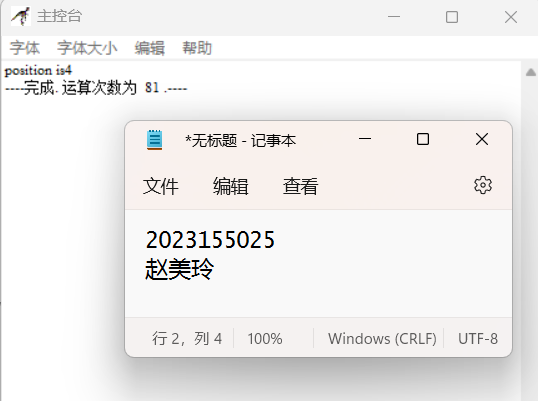 主控台
字体 字体大小 编辑 帮助
position is4
----完成. 运算次数为 81 .----
*无标题 - 记事本
文件 编辑 查看
2023155025
赵美玲
行 2，列 4 100% Windows (CRLF) UTF-8